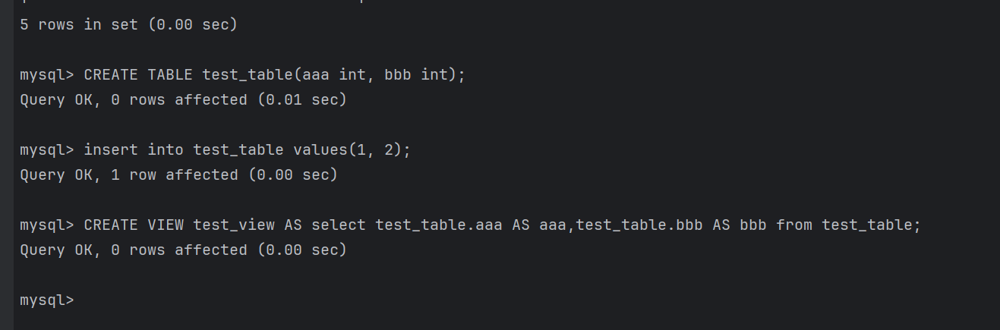 5 rows in set (0.00 sec)
mysql> CREATE TABLE test_table(aaa int, bbb int);
Query OK, 0 rows affected (0.01 sec)
mysql> insert into test_table values(1, 2);
Query OK, 1 row affected (0.00 sec)
mysql> CREATE VIEW test_view AS select test_table.aaa AS aaa,test_table.bbb AS bbb from test_table;
Query OK, 0 rows affected (0.00 sec)
mysql>